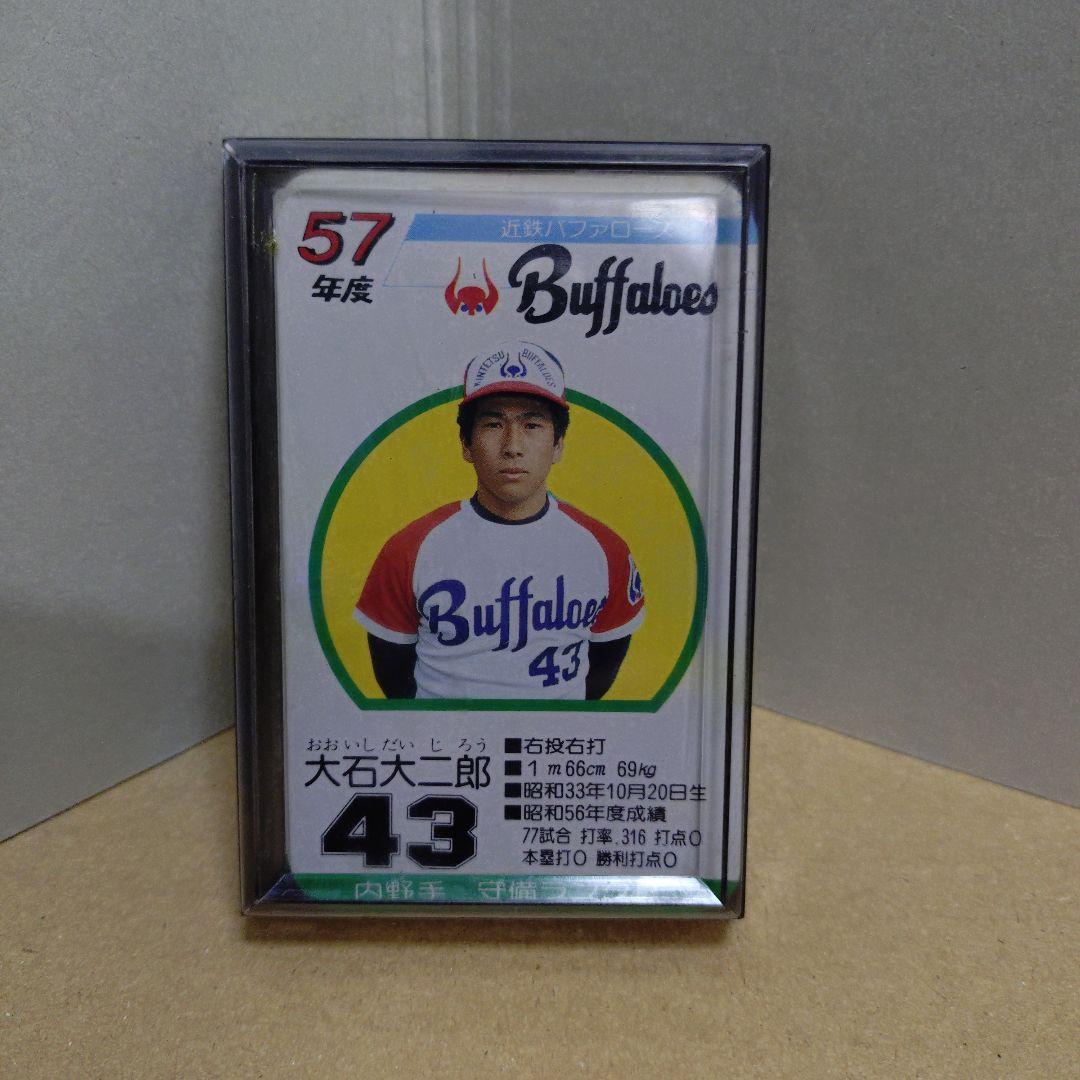 57
年度
近鉄バファローズ
Buffaloes
KINTETSU BUFFALOES
Buffaloes
43
おおいしだいじろう
大石大二郎
43
■右投右打
■1m66cm 69kg
■昭和33年10月20日生
■昭和56年度成績
77試合 打率.316 打点0
本塁打0 勝利打点0
内野手 守備